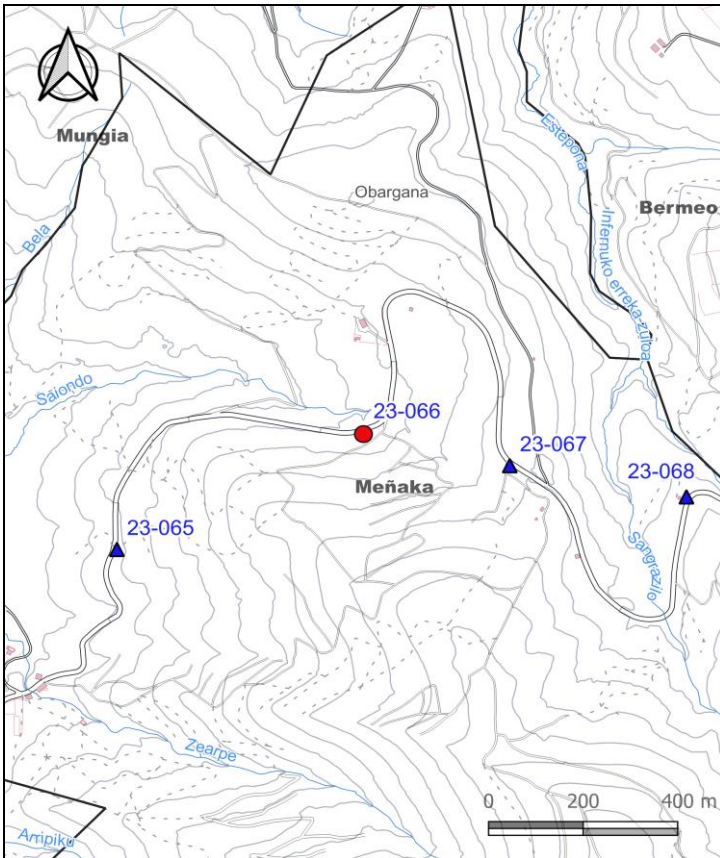 Mungia
Estepona
Obargana
Bermeo
Bela
Infernuko erreka-zuloa
Saiondo
23-066
23-067
Meñaka
23-068
23-065
Sangrazilo
Zearpe
0 200 400 m
Arripiku